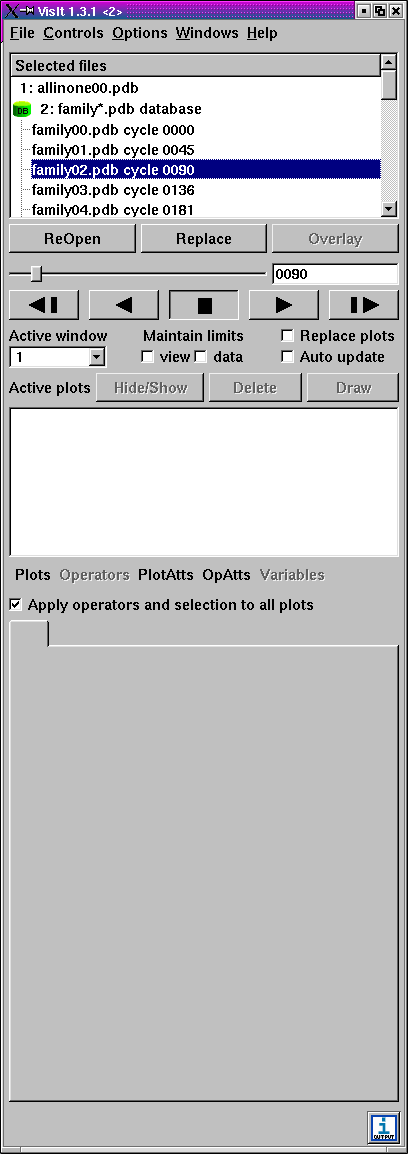 VisIt 1.3.1 <2>
File Controls Options Windows Help
Selected files
1: allinone00.pdb
DB 2: family*.pdb database
family00.pdb cycle 0000
family01.pdb cycle 0045
family02.pdb cycle 0090
family03.pdb cycle 0136
family04.pdb cycle 0181
ReOpen Replace Overlay
0090
Active window Maintain limits Replace plots
1 view data Auto update
Active plots Hide/Show Delete Draw
Plots Operators PlotAtts OpAtts Variables
Apply operators and selection to all plots
i
OUTPUT